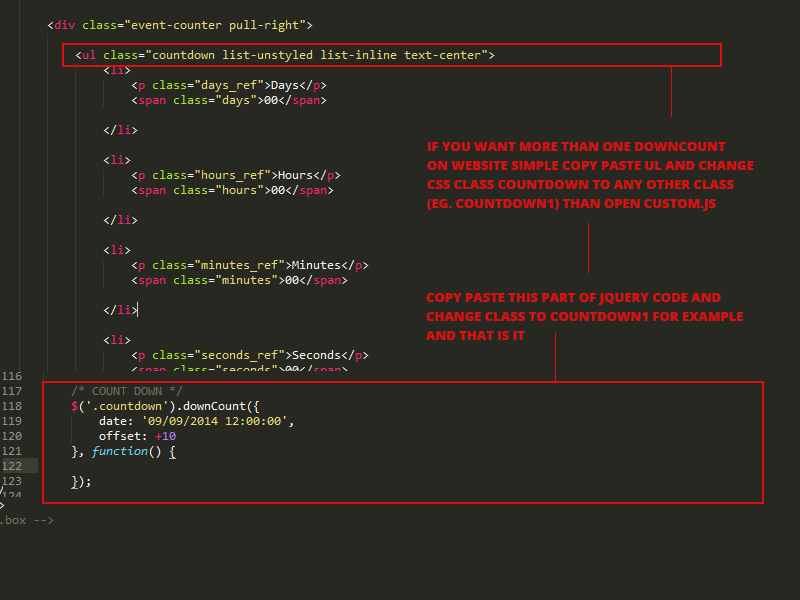 <div class="event-counter pull-right">
<ul class="countdown list-unstyled list-inline text-center">
<li>
<p class="days_ref">Days</p>
<span class="days">00</span>
</li>
<li>
<p class="hours_ref">Hours</p>
<span class="hours">00</span>
</li>
<li>
<p class="minutes_ref">Minutes</p>
<span class="minutes">00</span>
</li>
<li>
<p class="seconds_ref">Seconds</p>
<span class="seconds">00</span>
IF YOU WANT MORE THAN ONE DOWNCOUNT
ON WEBSITE SIMPLE COPY PASTE UL AND CHANGE
CSS CLASS COUNTDOWN TO ANY OTHER CLASS
(EG. COUNTDOWN1) THAN OPEN CUSTOM.JS
COPY PASTE THIS PART OF JQUERY CODE AND
CHANGE CLASS TO COUNTDOWN1 FOR EXAMPLE
AND THAT IS IT
116
117 /* COUNT DOWN */
118 $('.countdown').downCount({
119 date: '09/09/2014 12:00:00',
120 offset: +10
121 }, function() {
122
123 });
124
>
.box -->